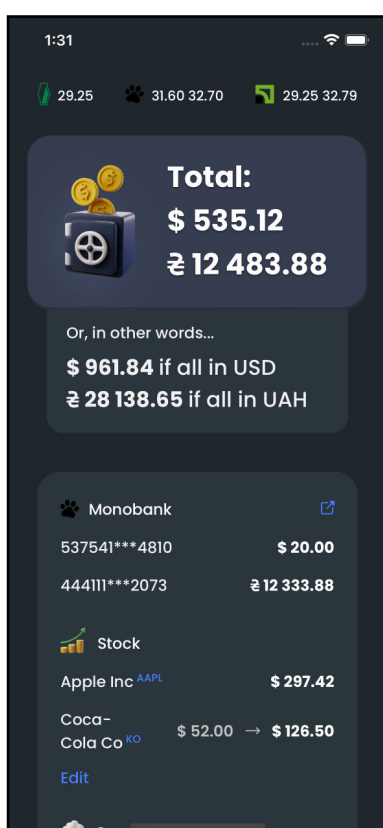 1:31
29.25 31.60 32.70 29.25 32.79
Total:
$ 535.12
₴ 12 483.88
Or, in other words...
$ 961.84 if all in USD
₴ 28 138.65 if all in UAH
Monobank
537541***4810 $ 20.00
444111***2073 ₴ 12 333.88
Stock
Apple Inc AAPL $ 297.42
Coca-
Cola Co KO $ 52.00 → $ 126.50
Edit